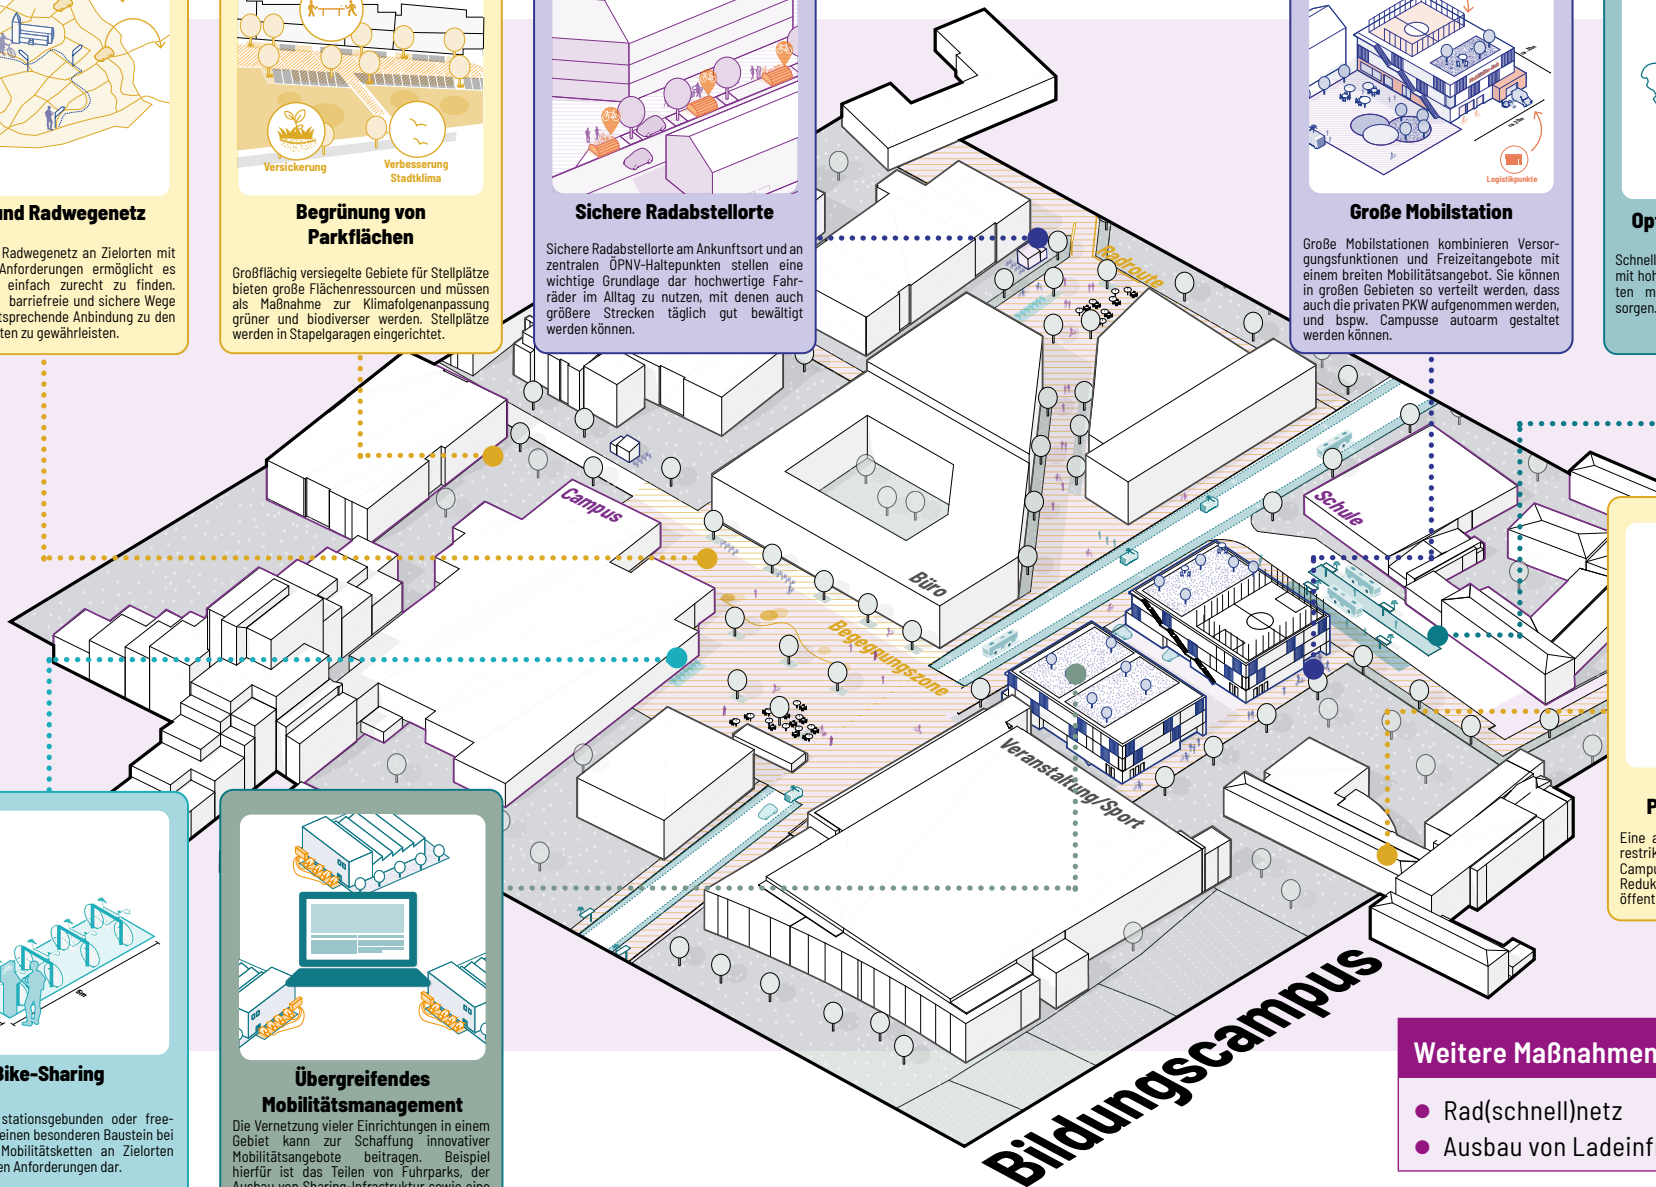 Versickerung
Verbesserung
Stadtklima
Logistikpunkte
und Radwegenetz
Radwegenetz an Zielorten mit
Anforderungen ermöglicht es
einfach zurecht zu finden.
barrierefreie und sichere Wege
tsprechende Anbindung zu den
ten zu gewährleisten.
Begrünung von
Parkflächen
Großflächig versiegelte Gebiete für Stellplätze
bieten große Flächenressourcen und müssen
als Maßnahme zur Klimafolgenanpassung
grüner und biodiverser werden. Stellplätze
werden in Stapelgaragen eingerichtet.
Sichere Radabstellorte
Sichere Radabstellorte am Ankunftsort und an
zentralen ÖPNV-Haltepunkten stellen eine
wichtige Grundlage dar hochwertige Fahr-
räder im Alltag zu nutzen, mit denen auch
größere Strecken täglich gut bewältigt
werden können.
Große Mobilstation
Große Mobilstationen kombinieren Versor-
gungsfunktionen und Freizeitangebote mit
einem breiten Mobilitätsangebot. Sie können
in großen Gebieten so verteilt werden, dass
auch die privaten PKW aufgenommen werden,
und bspw. Campusse autoarm gestaltet
werden können.
Op
Schnell
mit hoh
ten m
sorgen.
Radroute
Campus
Schule
Büro
Begegnungszone
Veranstaltung/Sport
P
Eine a
restrik
Campu
Reduk
öffent
5m
Bike-Sharing
stationsgebunden oder free-
einen besonderen Baustein bei
Mobilitätsketten an Zielorten
en Anforderungen dar.
Übergreifendes
Mobilitätsmanagement
Die Vernetzung vieler Einrichtungen in einem
Gebiet kann zur Schaffung innovativer
Mobilitätsangebote beitragen. Beispiel
hierfür ist das Teilen von Fuhrparks, der
Ausbau von Sharing-Infrastruktur sowie eine
Bildungscampus
Weitere Maßnahmen
● Rad(schnell)netz
● Ausbau von Ladeinf